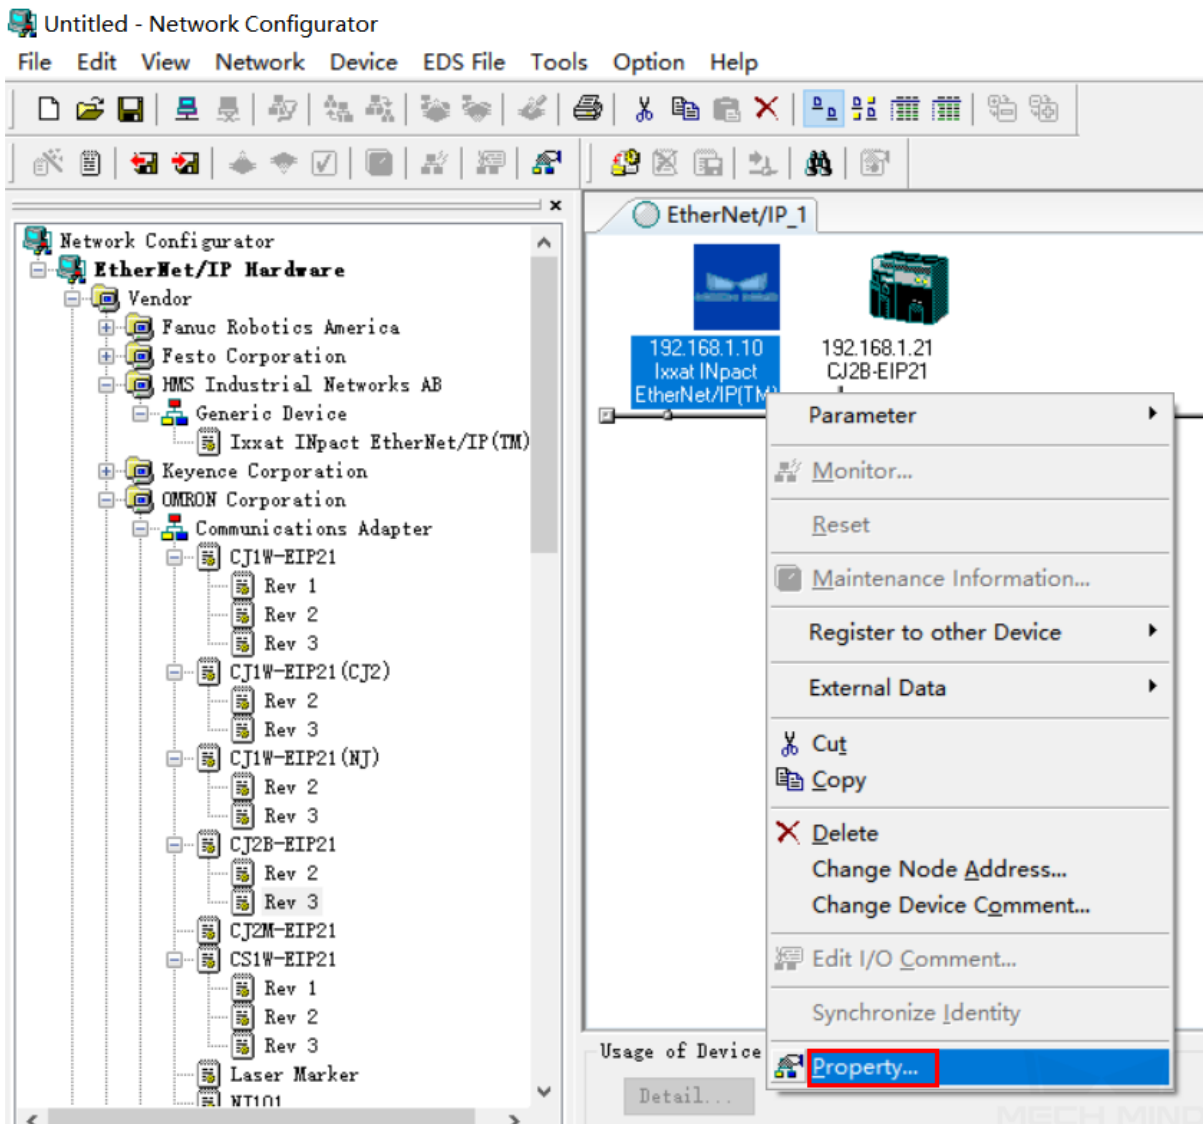 Untitled - Network Configurator
File Edit View Network Device EDS File Tools Option Help
Network Configurator
EtherNet/IP Hardware
Vendor
Fanuc Robotics America
Festo Corporation
HMS Industrial Networks AB
Generic Device
Ixxat INpact EtherNet/IP(TM)
Keyence Corporation
OMRON Corporation
Communications Adapter
CJ1W-EIP21
Rev 1
Rev 2
Rev 3
CJ1W-EIP21(CJ2)
Rev 2
Rev 3
CJ1W-EIP21(NJ)
Rev 2
Rev 3
CJ2B-EIP21
Rev 2
Rev 3
CJ2M-EIP21
CS1W-EIP21
Rev 1
Rev 2
Rev 3
Laser Marker
EtherNet/IP_1
192.168.1.10
Ixxat INpact
EtherNet/IP(TM)
192.168.1.21
CJ2B-EIP21
Parameter
Monitor...
Reset
Maintenance Information...
Register to other Device
External Data
Cut
Copy
Delete
Change Node Address...
Change Device Comment...
Edit I/O Comment...
Synchronize Identity
Property...
Usage of Device
Detail...
MECH MIND